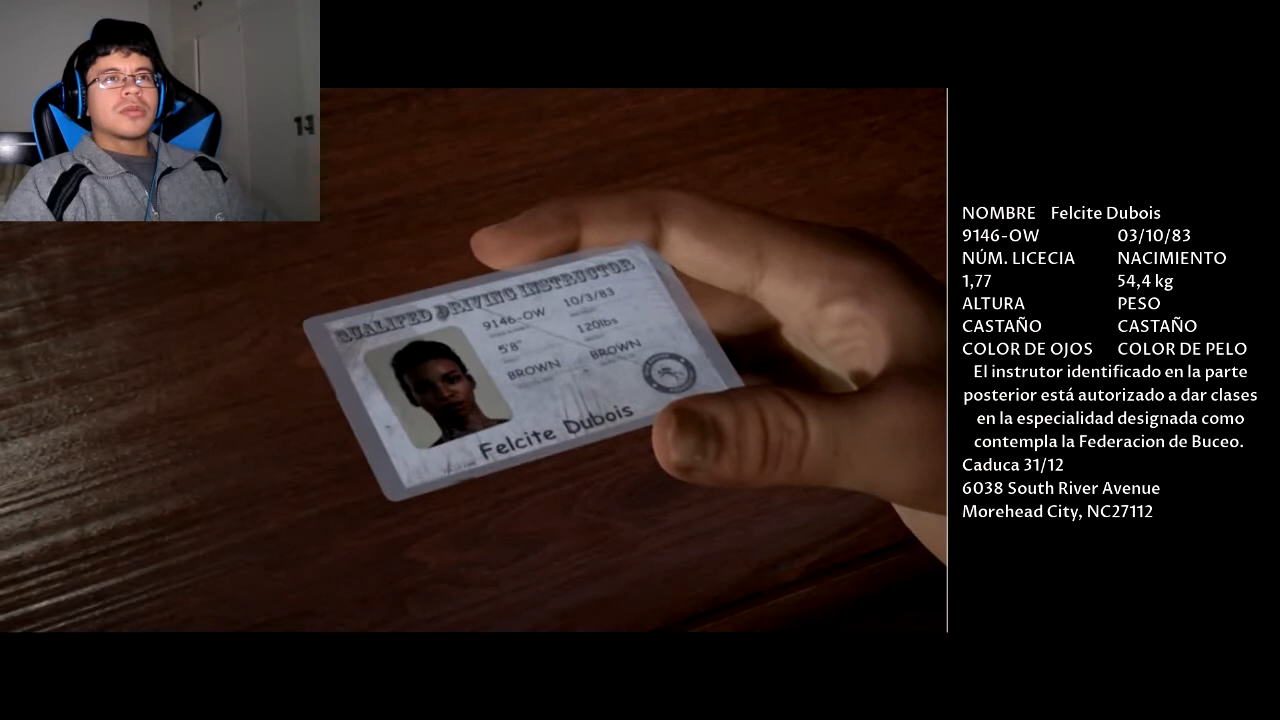 QUALIFED DRIVING INSTRUCTOR
9146-OW 10/3/83
5'8" 120lbs
BROWN BROWN
Felcite Dubois
NOMBRE Felcite Dubois
9146-OW 03/10/83
NÚM. LICECIA NACIMIENTO
1,77 54,4 kg
ALTURA PESO
CASTAÑO CASTAÑO
COLOR DE OJOS COLOR DE PELO
El instrutor identificado en la parte
posterior está autorizado a dar clases
en la especialidad designada como
contempla la Federacion de Buceo.
Caduca 31/12
6038 South River Avenue
Morehead City, NC27112